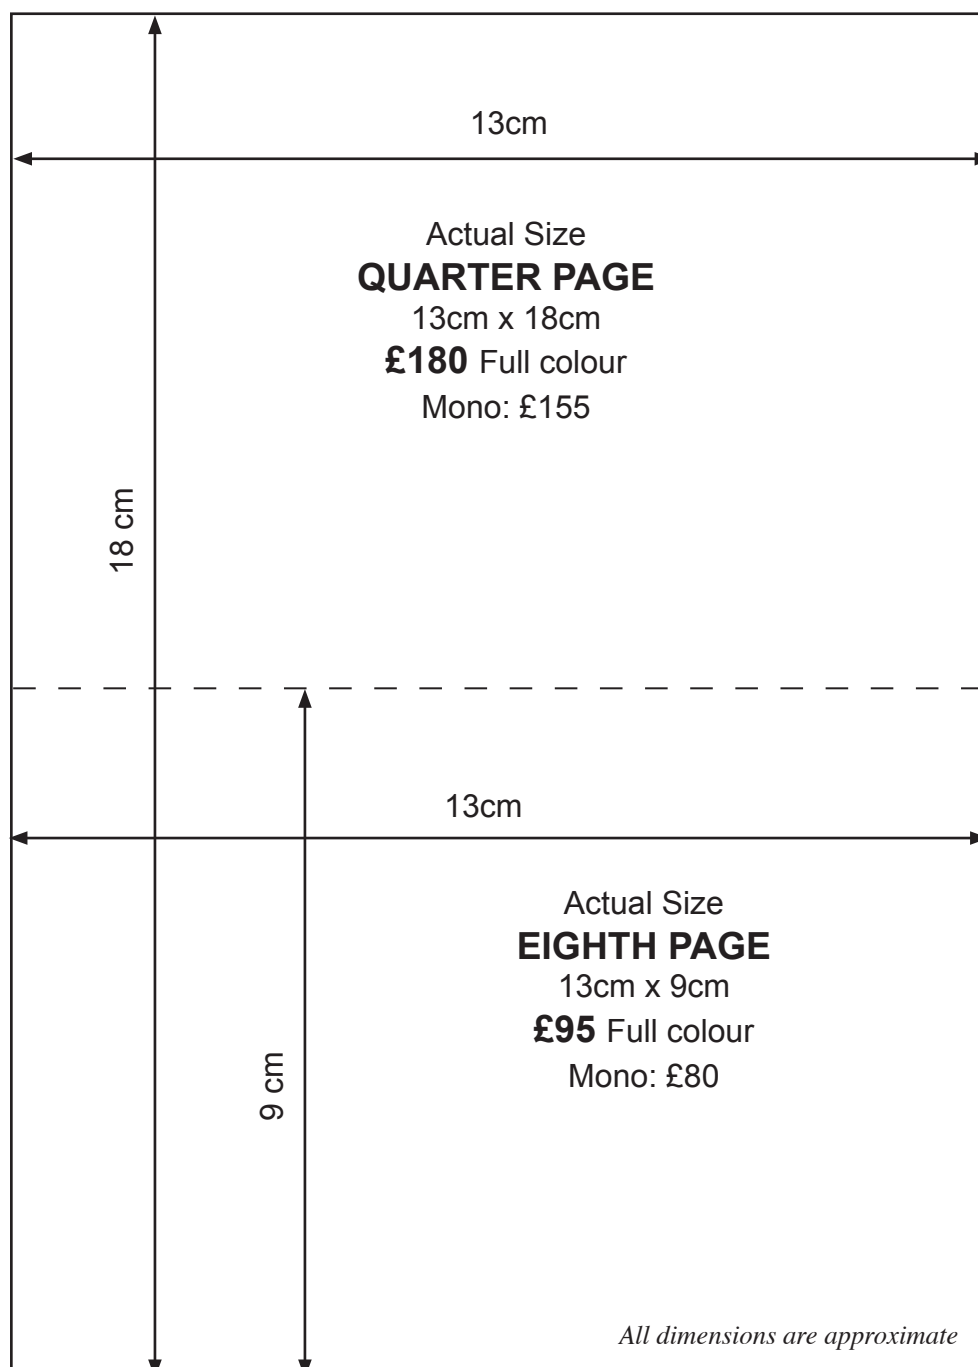 13cm
Actual Size
QUARTER PAGE
13cm x 18cm
£180 Full colour
Mono: £155
18 cm
13cm
Actual Size
EIGHTH PAGE
13cm x 9cm
£95 Full colour
Mono: £80
9 cm
All dimensions are approximate